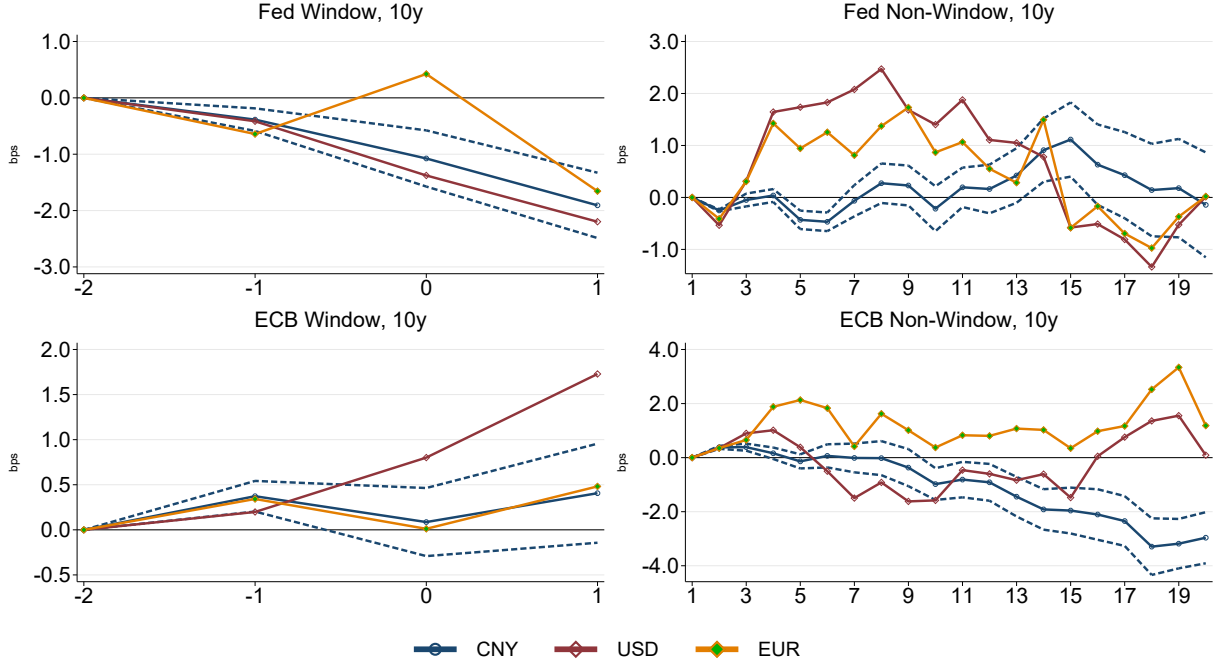 Fed Window, 10y
1.0
0.0
-1.0
-2.0
-3.0
bps
-2 -1 0 1
Fed Non-Window, 10y
3.0
2.0
1.0
0.0
-1.0
bps
1 3 5 7 9 11 13 15 17 19
ECB Window, 10y
2.0
1.5
1.0
0.5
0.0
-0.5
bps
-2 -1 0 1
ECB Non-Window, 10y
4.0
2.0
0.0
-2.0
-4.0
bps
1 3 5 7 9 11 13 15 17 19
CNY USD EUR